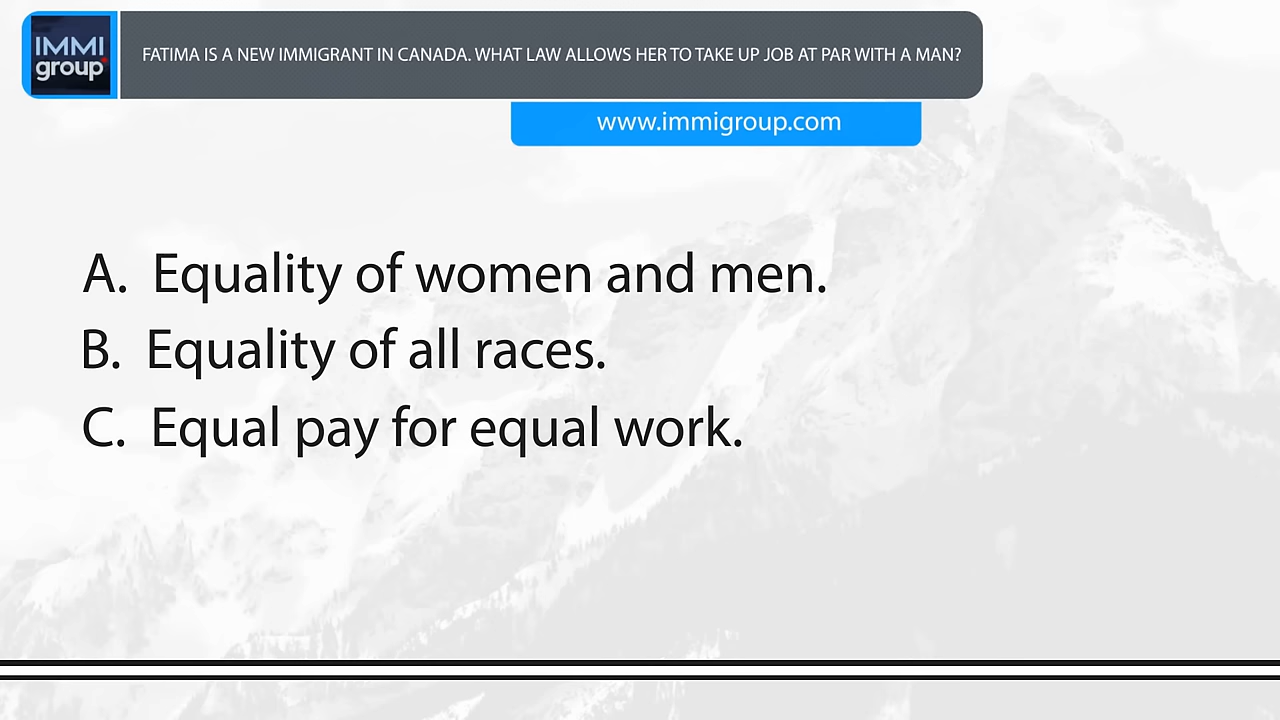 IMMI
group
FATIMA IS A NEW IMMIGRANT IN CANADA. WHAT LAW ALLOWS HER TO TAKE UP JOB AT PAR WITH A MAN?
www.immigroup.com
A. Equality of women and men.
B. Equality of all races.
C. Equal pay for equal work.